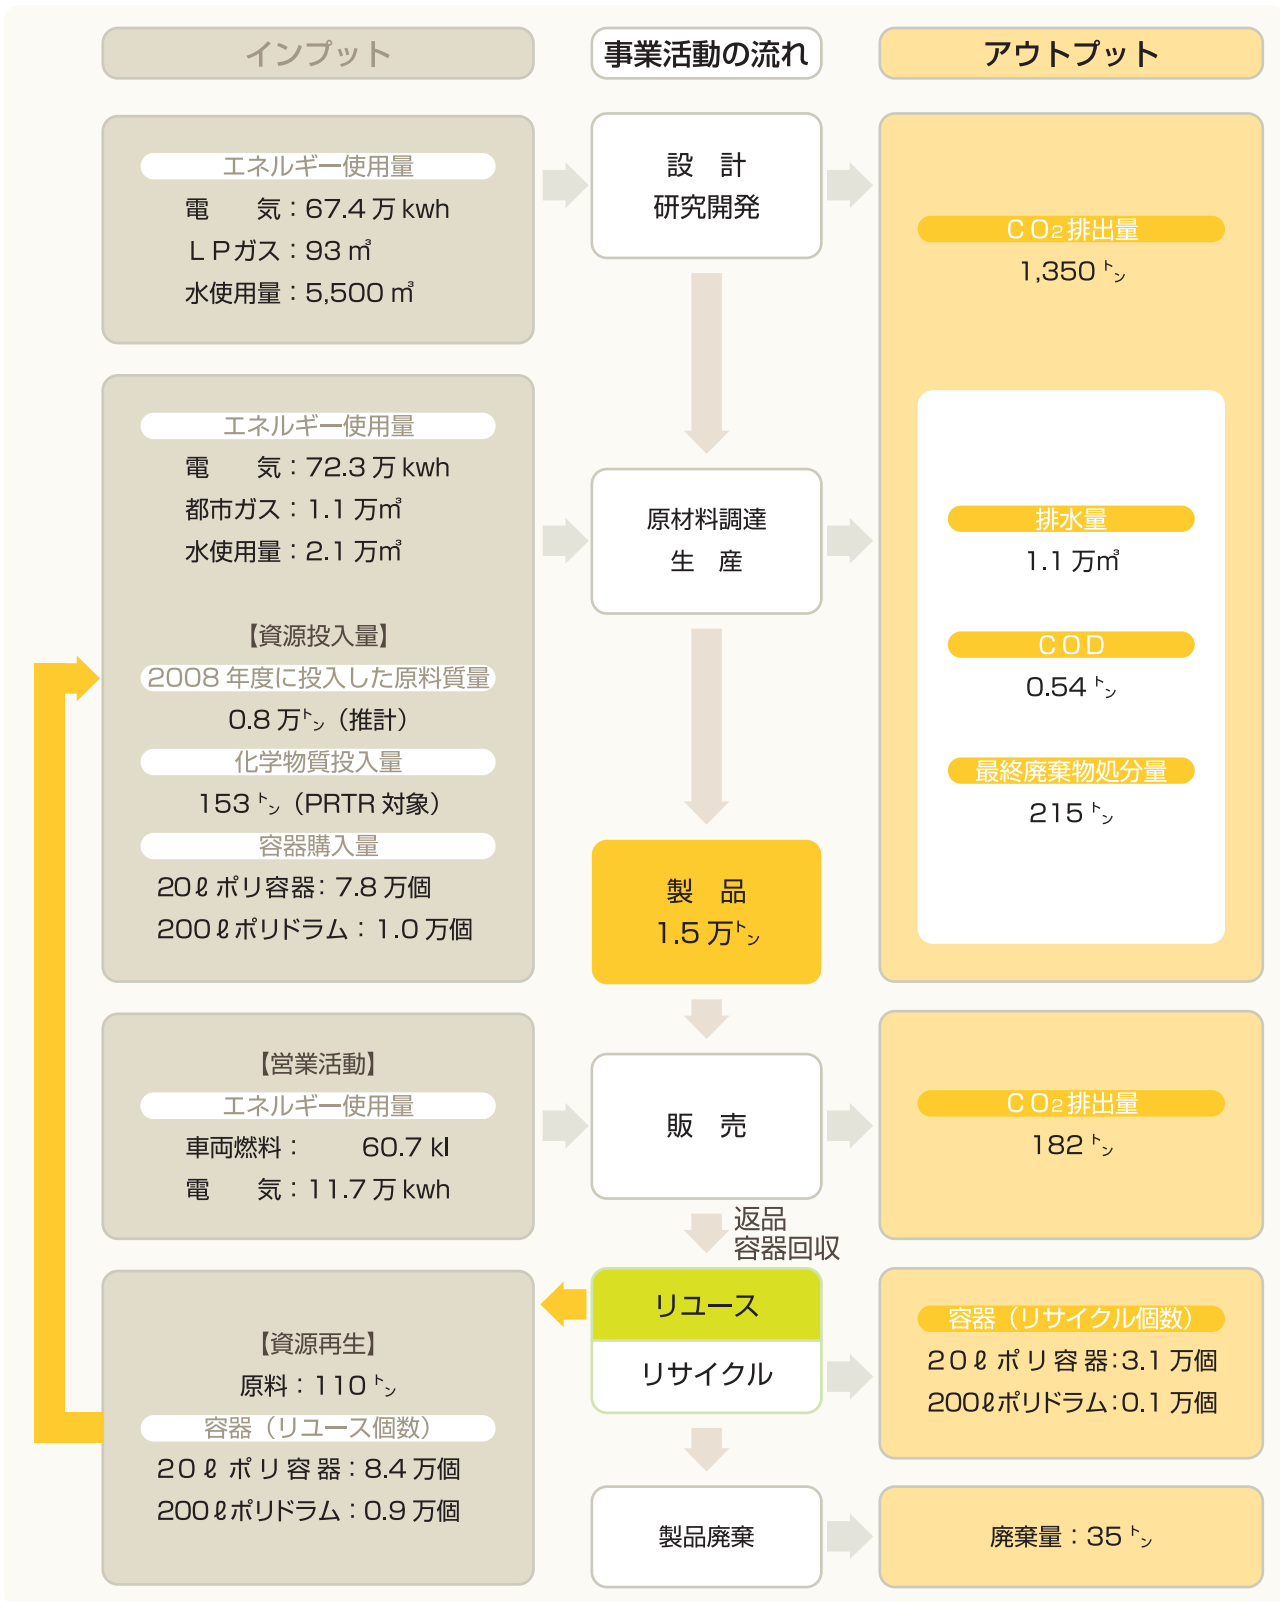 インプット
事業活動の流れ
アウトプット
エネルギー使用量
電　　気：67.4 万 kwh
ＬＰガス：93 ㎥
水使用量：5,500 ㎥
設　計
研究開発
ＣＯ₂排出量
1,350 ㌧
エネルギー使用量
電　　気：72.3 万 kwh
都市ガス：1.1 万㎥
水使用量：2.1 万㎥
【資源投入量】
2008 年度に投入した原料質量
0.8 万㌧（推計）
化学物質投入量
153 ㌧（PRTR 対象）
容器購入量
20ℓ ポリ容器：7.8 万個
200ℓポリドラム：1.0 万個
原材料調達
生　産
排水量
1.1 万㎥
ＣＯＤ
0.54 ㌧
最終廃棄物処分量
215 ㌧
製　品
1.5 万㌧
【営業活動】
エネルギー使用量
車両燃料：　　60.7 kl
電　　気：11.7 万 kwh
販　売
ＣＯ₂排出量
182 ㌧
返品
容器回収
リユース
リサイクル
【資源再生】
原料：110 ㌧
容器（リユース個数）
２０ℓ ポ リ 容 器：8.4 万個
200ℓポリドラム：0.9 万個
容器（リサイクル個数）
２０ℓ ポ リ 容 器：3.1 万個
200ℓポリドラム：0.1 万個
製品廃棄
廃棄量：35 ㌧